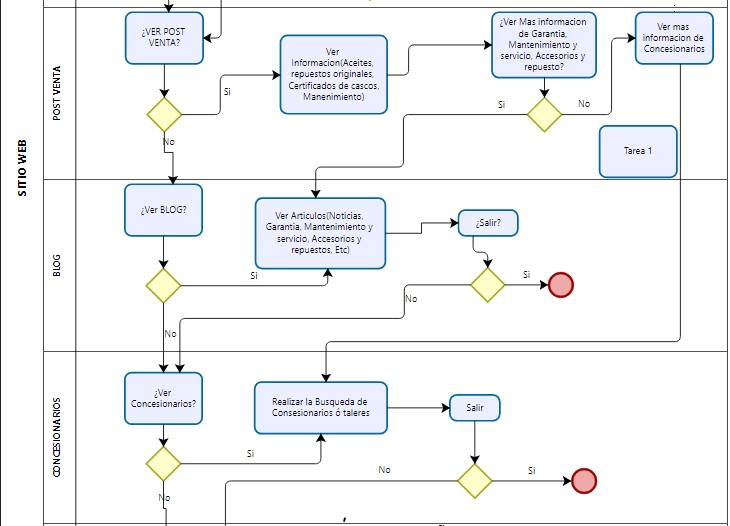 SITIO WEB
POST VENTA
¿VER POST
VENTA?
Si
No
Ver
Informacion(Aceites,
repuestos originales,
Certificados de cascos,
Manenimiento)
¿Ver Mas informacion
de Garantia,
Mantenimiento y
servicio, Accesorios y
repuesto?
Si
No
Ver mas
informacion de
Concesionarios
Tarea 1
BLOG
¿Ver BLOG?
Si
No
Ver Articulos(Noticias,
Garantia, Mantenimiento y
servicio, Accesorios y
repuestos, Etc)
¿Salir?
Si
No
CONCESIONARIOS
¿Ver
Concesionarios?
Si
No
Realizar la Busqueda de
Consesionarios ó taleres
Salir
No
Si